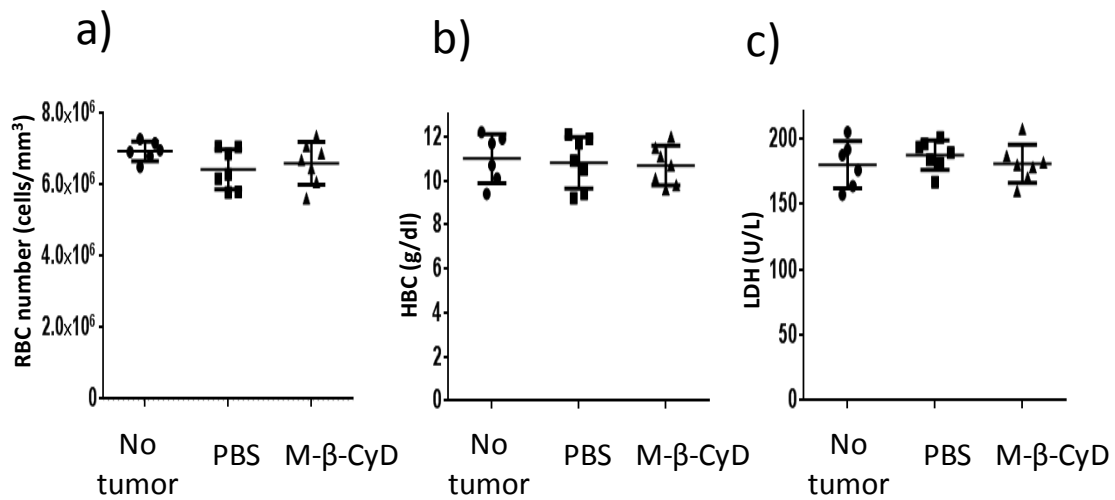 a)
RBC number (cells/mm³)
8.0x10⁶
6.0x10⁶
4.0x10⁶
2.0x10⁶
0
No
tumor
PBS
M-β-CyD
b)
HBC (g/dl)
12
10
8
6
4
2
0
No
tumor
PBS
M-β-CyD
c)
LDH (U/L)
200
150
100
50
0
No
tumor
PBS
M-β-CyD